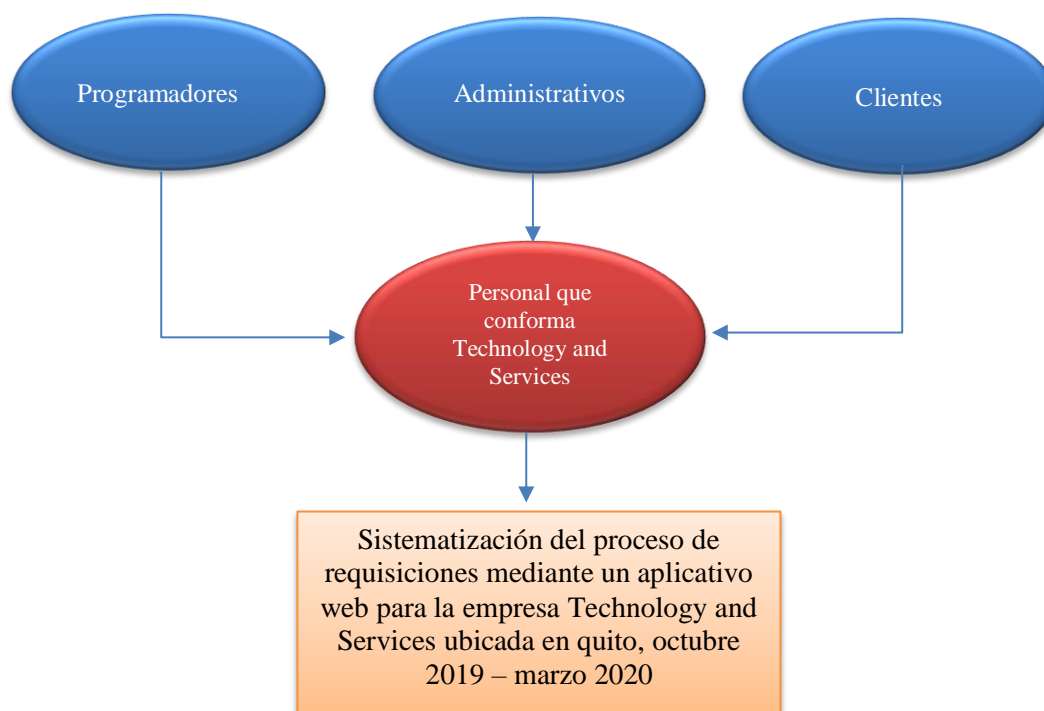 Programadores
Administrativos
Clientes
Personal que
conforma
Technology and
Services
Sistematización del proceso de
requisiciones mediante un aplicativo
web para la empresa Technology and
Services ubicada en quito, octubre
2019 – marzo 2020